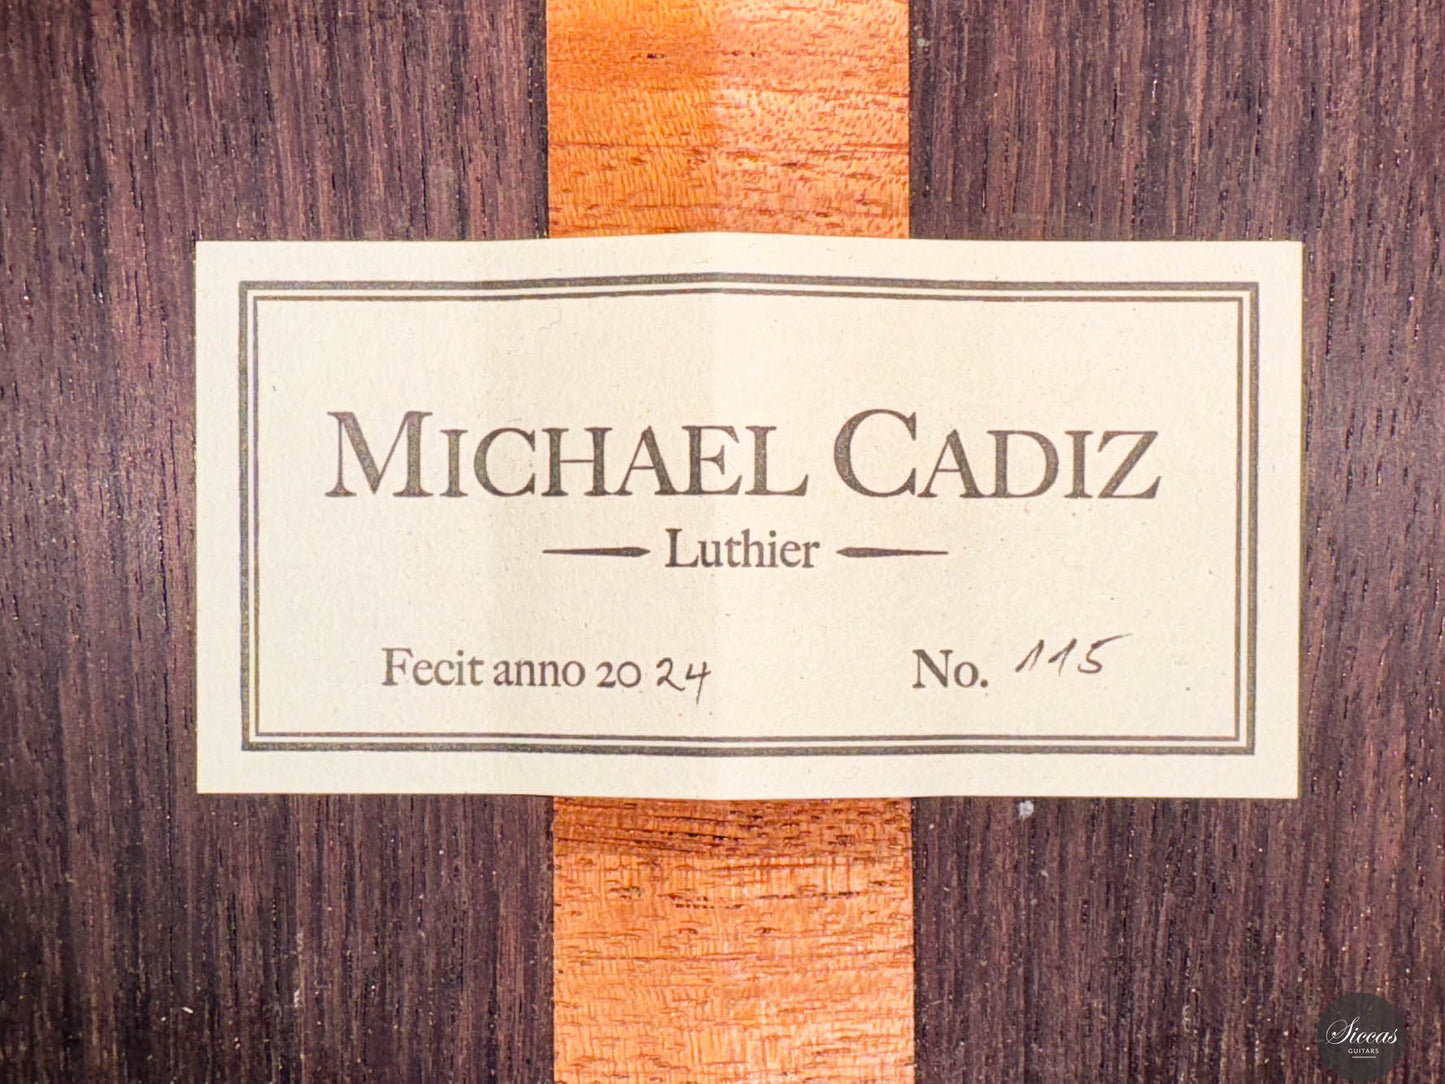 MICHAEL CADIZ
Luthier
Fecit anno 2024
No. 115
Siccas
GUITARS